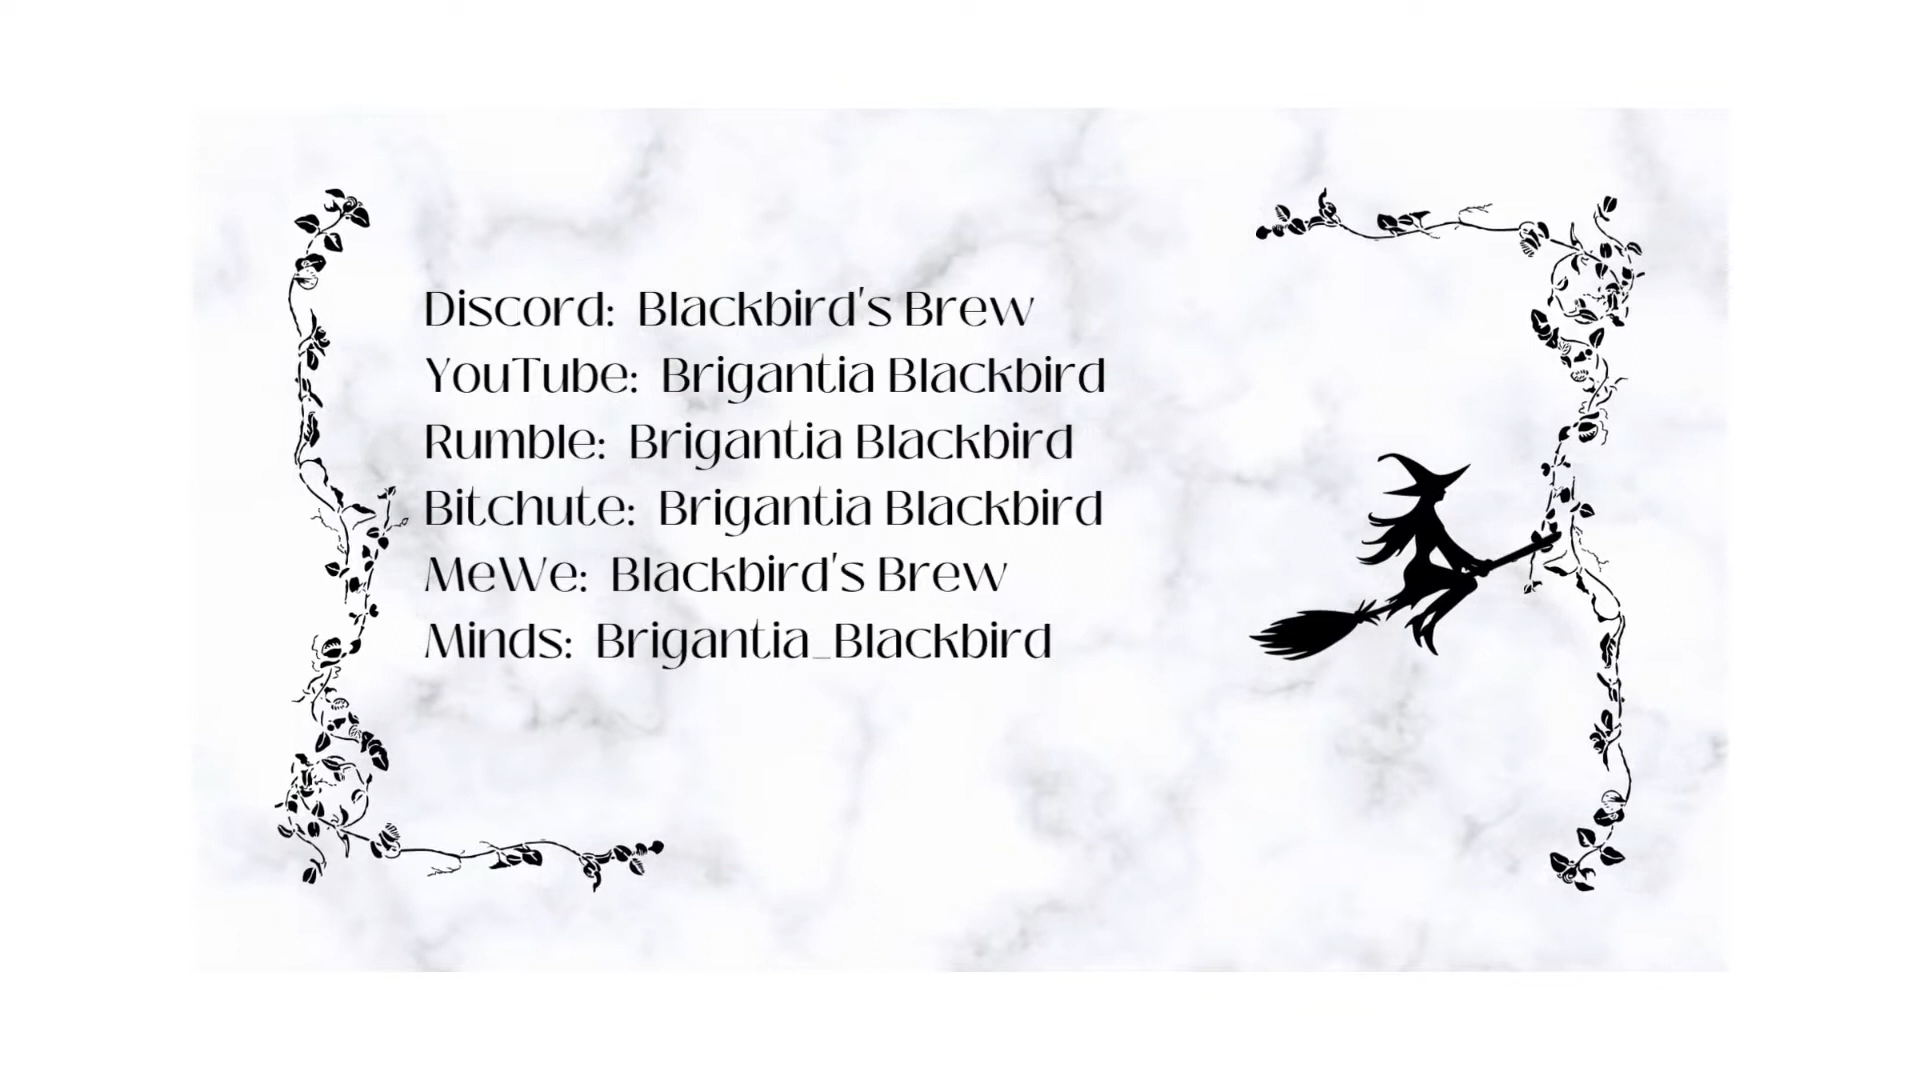 Discord: Blackbird's Brew
YouTube: Brigantia Blackbird
Rumble: Brigantia Blackbird
Bitchute: Brigantia Blackbird
MeWe: Blackbird's Brew
Minds: Brigantia_Blackbird